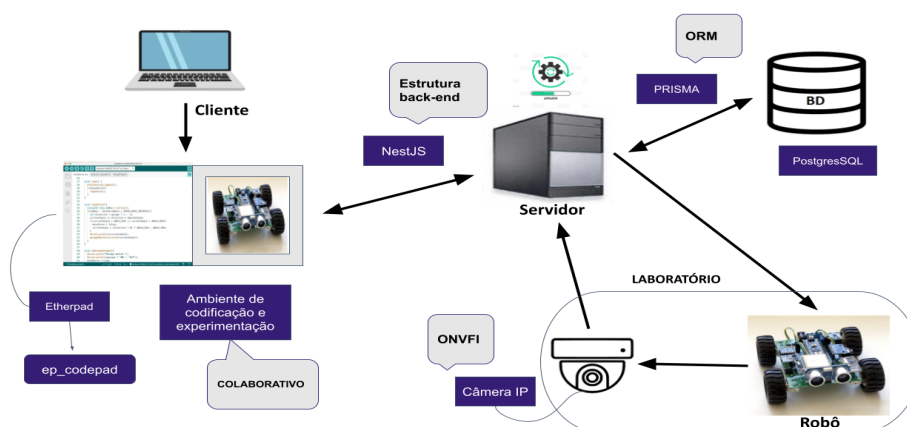 ORM
Estrutura
back-end
PRISMA
BD
Cliente
NestJS
PostgresSQL
Servidor
LABORATÓRIO
Etherpad
Ambiente de
codificação e
experimentação
ONVFI
ep_codepad
COLABORATIVO
Câmera IP
Robô